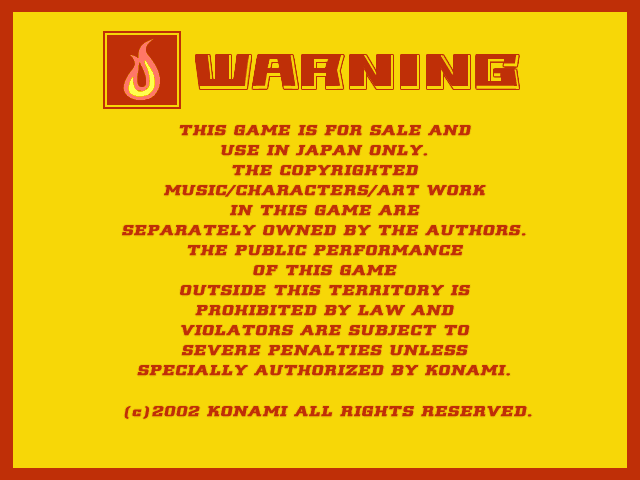 WARNING
THIS GAME IS FOR SALE AND
USE IN JAPAN ONLY.
THE COPYRIGHTED
MUSIC/CHARACTERS/ART WORK
IN THIS GAME ARE
SEPARATELY OWNED BY THE AUTHORS.
THE PUBLIC PERFORMANCE
OF THIS GAME
OUTSIDE THIS TERRITORY IS
PROHIBITED BY LAW AND
VIOLATORS ARE SUBJECT TO
SEVERE PENALTIES UNLESS
SPECIALLY AUTHORIZED BY KONAMI.
(c)2002 KONAMI ALL RIGHTS RESERVED.